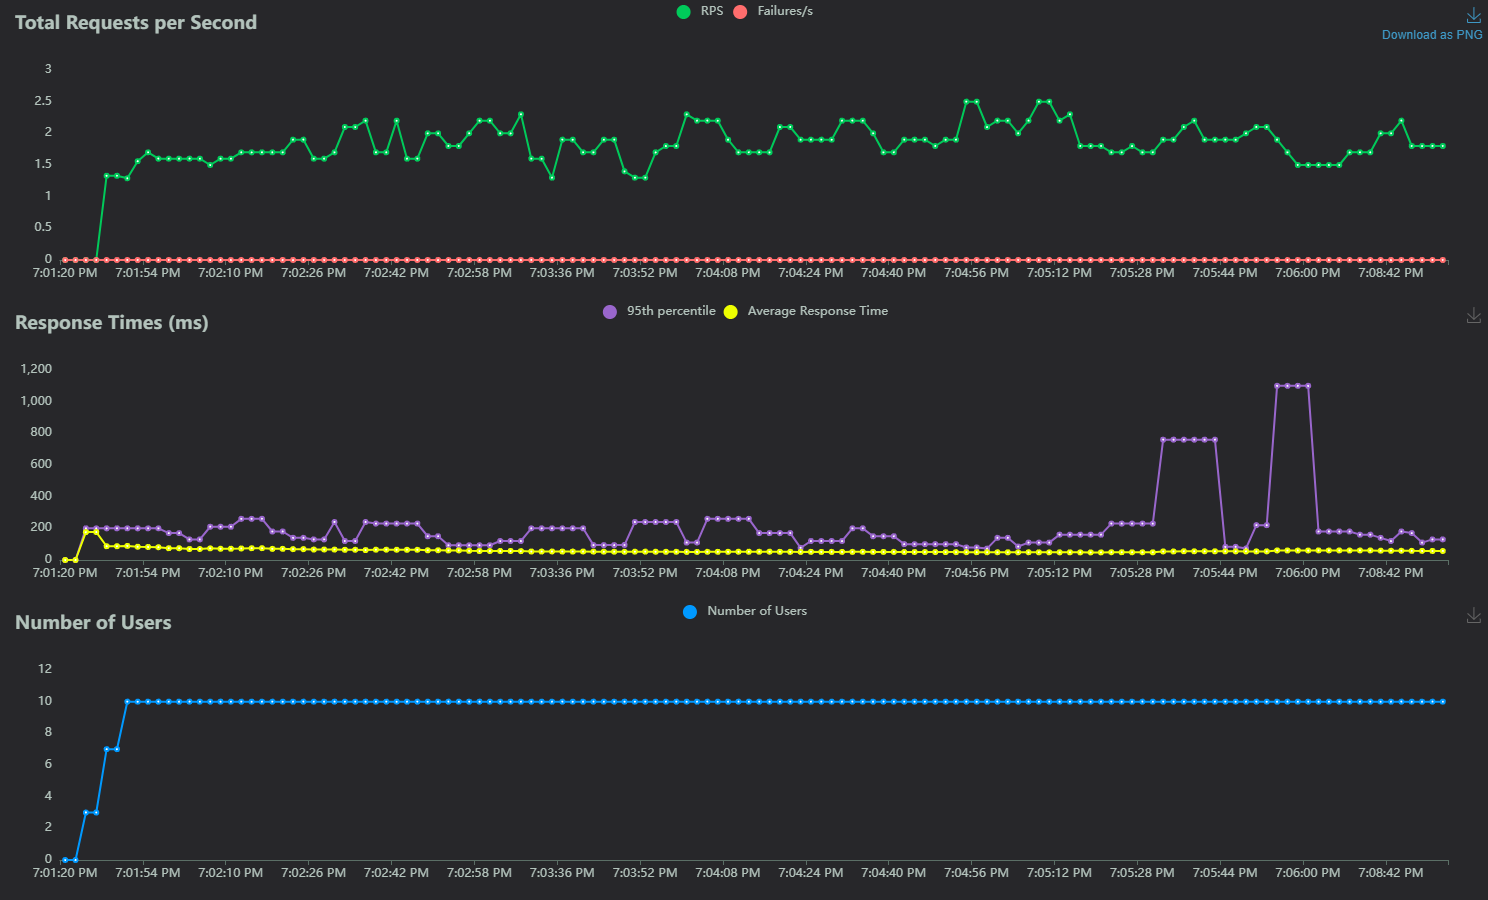 Total Requests per Second
RPS Failures/s
Download as PNG
3
2.5
2
1.5
1
0.5
0
7:01:20 PM 7:01:54 PM 7:02:10 PM 7:02:26 PM 7:02:42 PM 7:02:58 PM 7:03:36 PM 7:03:52 PM 7:04:08 PM 7:04:24 PM 7:04:40 PM 7:04:56 PM 7:05:12 PM 7:05:28 PM 7:05:44 PM 7:06:00 PM 7:08:42 PM
Response Times (ms)
95th percentile Average Response Time
1,200
1,000
800
600
400
200
0
7:01:20 PM 7:01:54 PM 7:02:10 PM 7:02:26 PM 7:02:42 PM 7:02:58 PM 7:03:36 PM 7:03:52 PM 7:04:08 PM 7:04:24 PM 7:04:40 PM 7:04:56 PM 7:05:12 PM 7:05:28 PM 7:05:44 PM 7:06:00 PM 7:08:42 PM
Number of Users
Number of Users
12
10
8
6
4
2
0
7:01:20 PM 7:01:54 PM 7:02:10 PM 7:02:26 PM 7:02:42 PM 7:02:58 PM 7:03:36 PM 7:03:52 PM 7:04:08 PM 7:04:24 PM 7:04:40 PM 7:04:56 PM 7:05:12 PM 7:05:28 PM 7:05:44 PM 7:06:00 PM 7:08:42 PM